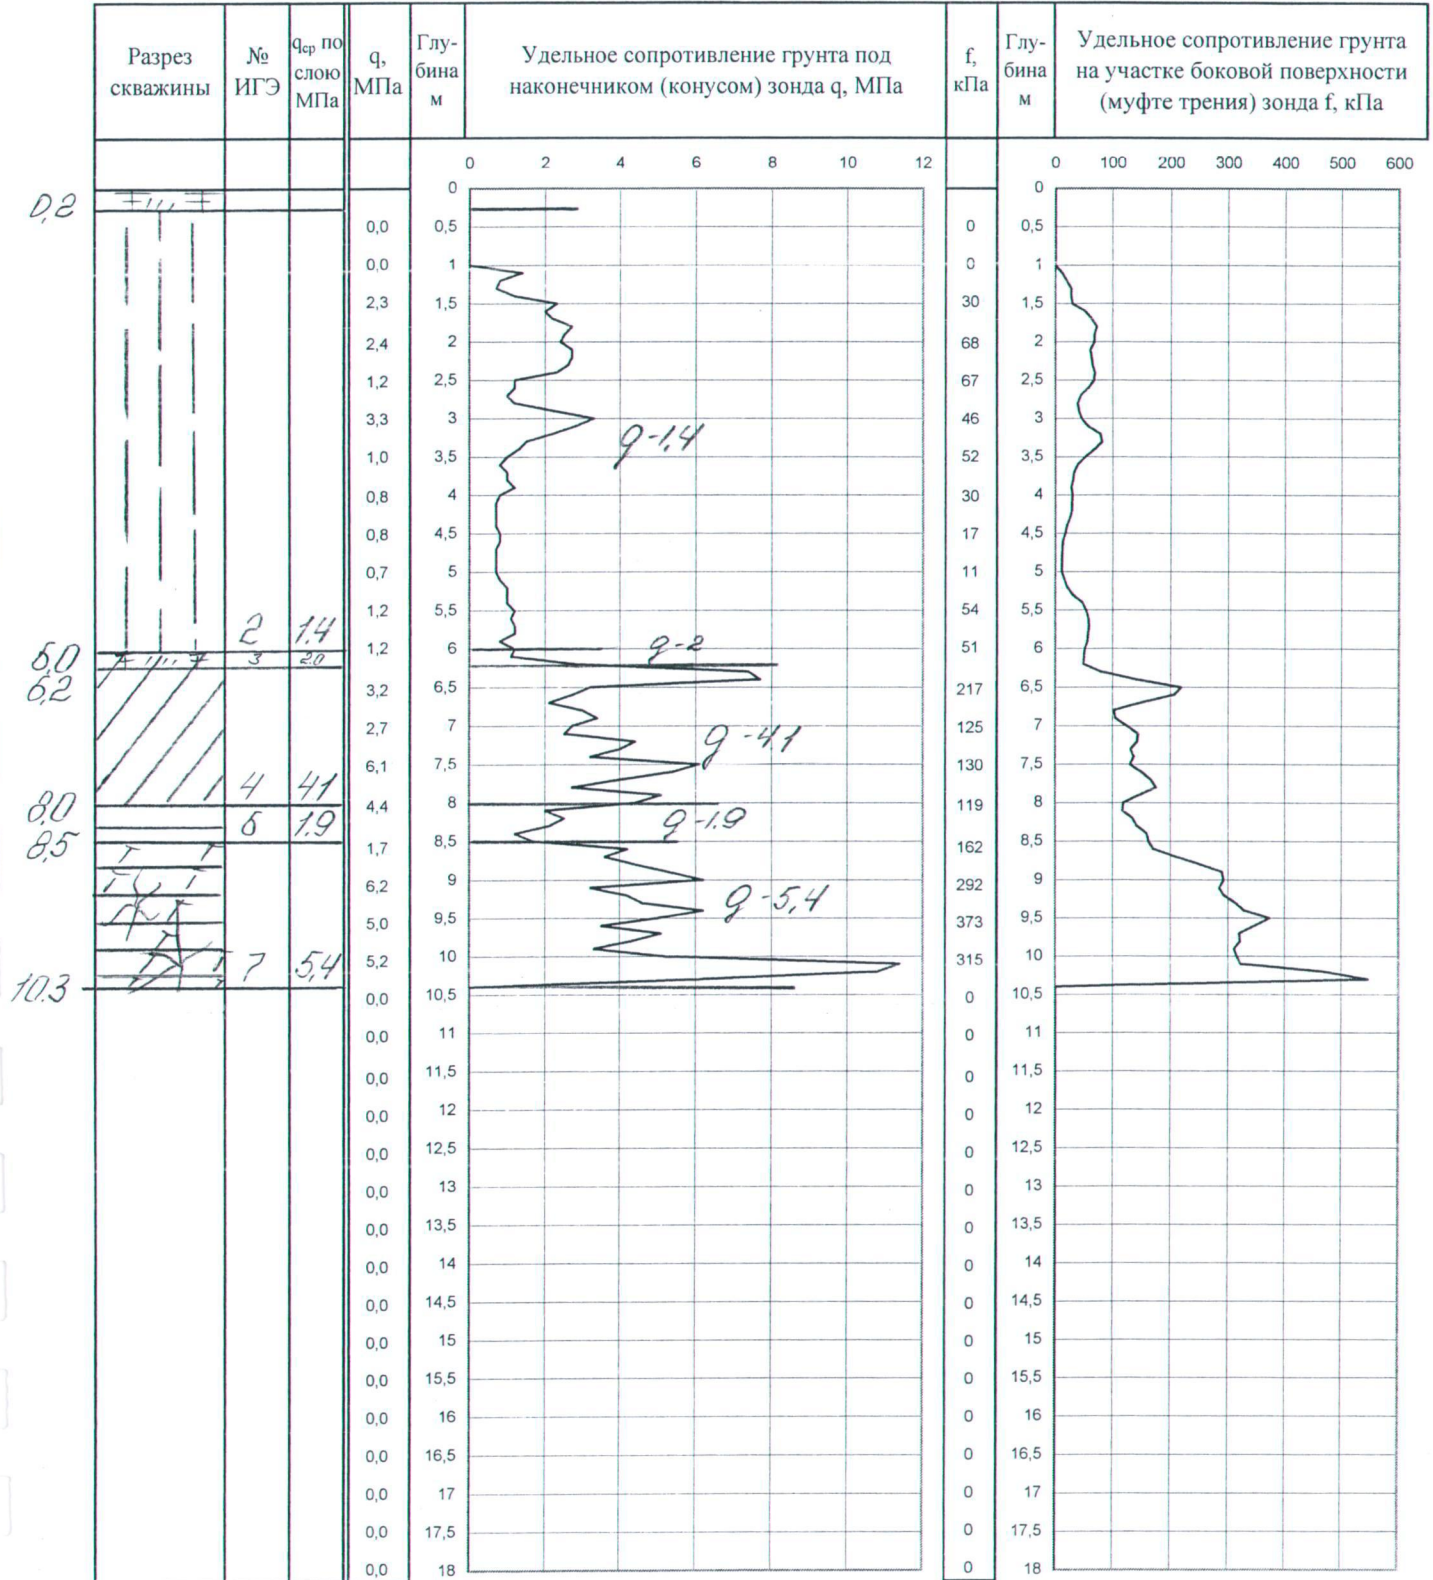 Разрез скважины
№ ИГЭ
qср по слою МПа
q, МПа
Глу-бина м
Удельное сопротивление грунта под
наконечником (конусом) зонда q, МПа
f, кПа
Глу-бина м
Удельное сопротивление грунта
на участке боковой поверхности
(муфте трения) зонда f, кПа
0 2 4 6 8 10 12
0 100 200 300 400 500 600
0 0
0,2
0,0 0,5 0 0,5
0,0 1 0 1
2,3 1,5 30 1,5
2,4 2 68 2
1,2 2,5 67 2,5
3,3 3 46 3
g-1,4
1,0 3,5 52 3,5
0,8 4 30 4
0,8 4,5 17 4,5
0,7 5 11 5
1,2 5,5 54 5,5
2 1.4
6,0 1,2 6 g-2 51 6
3 2.0
6,2
3,2 6,5 217 6,5
2,7 7 125 7
g-41
6,1 7,5 130 7,5
4 41
8,0 4,4 8 119 8
6 1.9 g-1.9
8,5 1,7 8,5 162 8,5
6,2 9 292 9
g-5,4
5,0 9,5 373 9,5
7 5,4 5,2 10 315 10
10.3 0,0 10,5 0 10,5
0,0 11 0 11
0,0 11,5 0 11,5
0,0 12 0 12
0,0 12,5 0 12,5
0,0 13 0 13
0,0 13,5 0 13,5
0,0 14 0 14
0,0 14,5 0 14,5
0,0 15 0 15
0,0 15,5 0 15,5
0,0 16 0 16
0,0 16,5 0 16,5
0,0 17 0 17
0,0 17,5 0 17,5
0,0 18 0 18